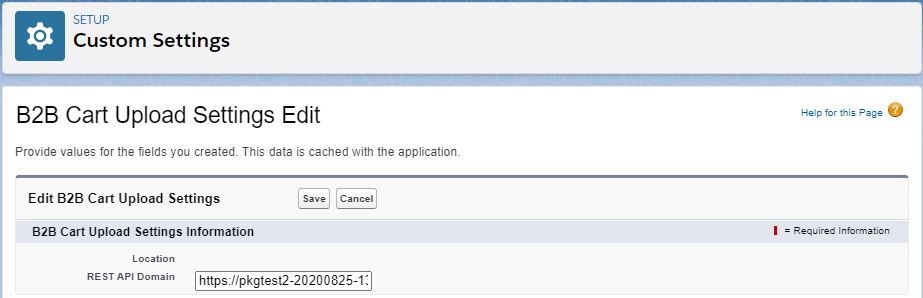 SETUP
Custom Settings
B2B Cart Upload Settings Edit
Help for this Page ?
Provide values for the fields you created. This data is cached with the application.
Edit B2B Cart Upload Settings Save Cancel
B2B Cart Upload Settings Information = Required Information
Location
REST API Domain https://pkgtest2-20200825-13